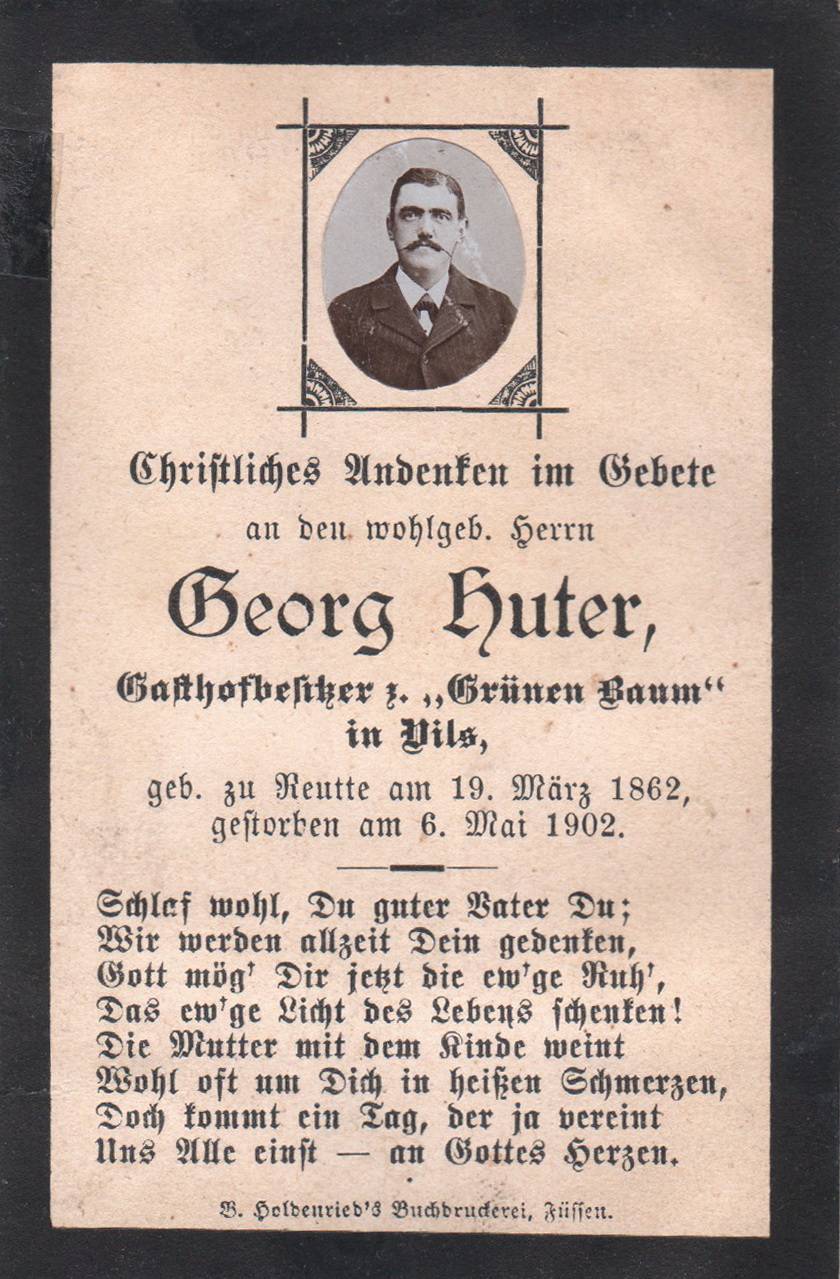 Christliches Andenken im Gebete
an den wohlgeb. Herrn
Georg Huter,
Gasthofbesitzer z. „Grünen Baum“
in Vils,
geb. zu Reutte am 19. März 1862,
gestorben am 6. Mai 1902.
Schlaf wohl, Du guter Vater Du;
Wir werden allzeit Dein gedenken,
Gott mög' Dir jetzt die ew'ge Ruh',
Das ew'ge Licht des Lebens schenken!
Die Mutter mit dem Kinde weint
Wohl oft um Dich in heißen Schmerzen,
Doch kommt ein Tag, der ja vereint
Uns Alle einst — an Gottes Herzen.
B. Holdenried's Buchdruckerei, Füssen.